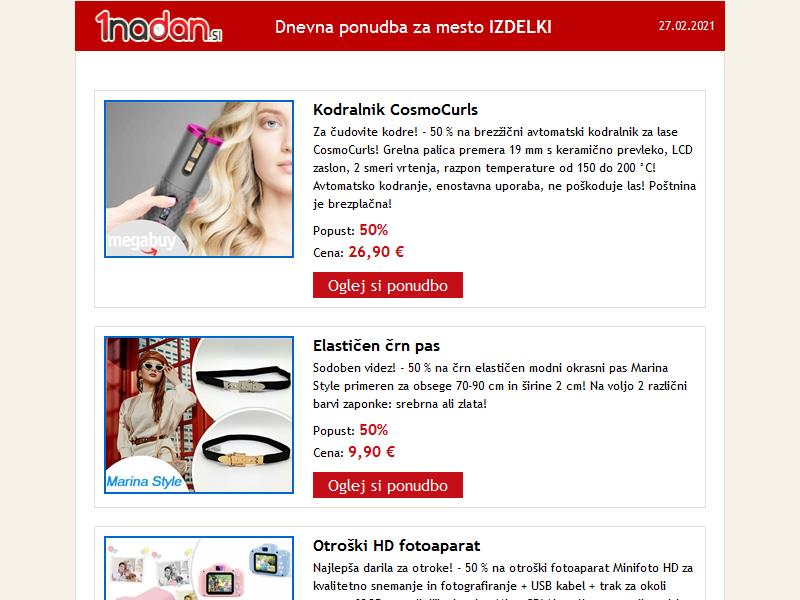 1nadan.si
Dnevna ponudba za mesto IZDELKI
27.02.2021
Kodralnik CosmoCurls
Za čudovite kodre! - 50 % na brezžični avtomatski kodralnik za lase
CosmoCurls! Grelna palica premera 19 mm s keramično prevleko, LCD
zaslon, 2 smeri vrtenja, razpon temperature od 150 do 200 °C!
Avtomatsko kodranje, enostavna uporaba, ne poškoduje las! Poštnina
je brezplačna!
megabuy
Popust: 50%
Cena: 26,90 €
Oglej si ponudbo
Elastičen črn pas
Sodoben videz! - 50 % na črn elastičen modni okrasni pas Marina
Style primeren za obsege 70-90 cm in širine 2 cm! Na voljo 2 različni
barvi zaponke: srebrna ali zlata!
Popust: 50%
Cena: 9,90 €
Marina Style
Oglej si ponudbo
Otroški HD fotoaparat
Najlepša darila za otroke! - 50 % na otroški fotoaparat Minifoto HD za
kvalitetno snemanje in fotografiranje + USB kabel + trak za okoli